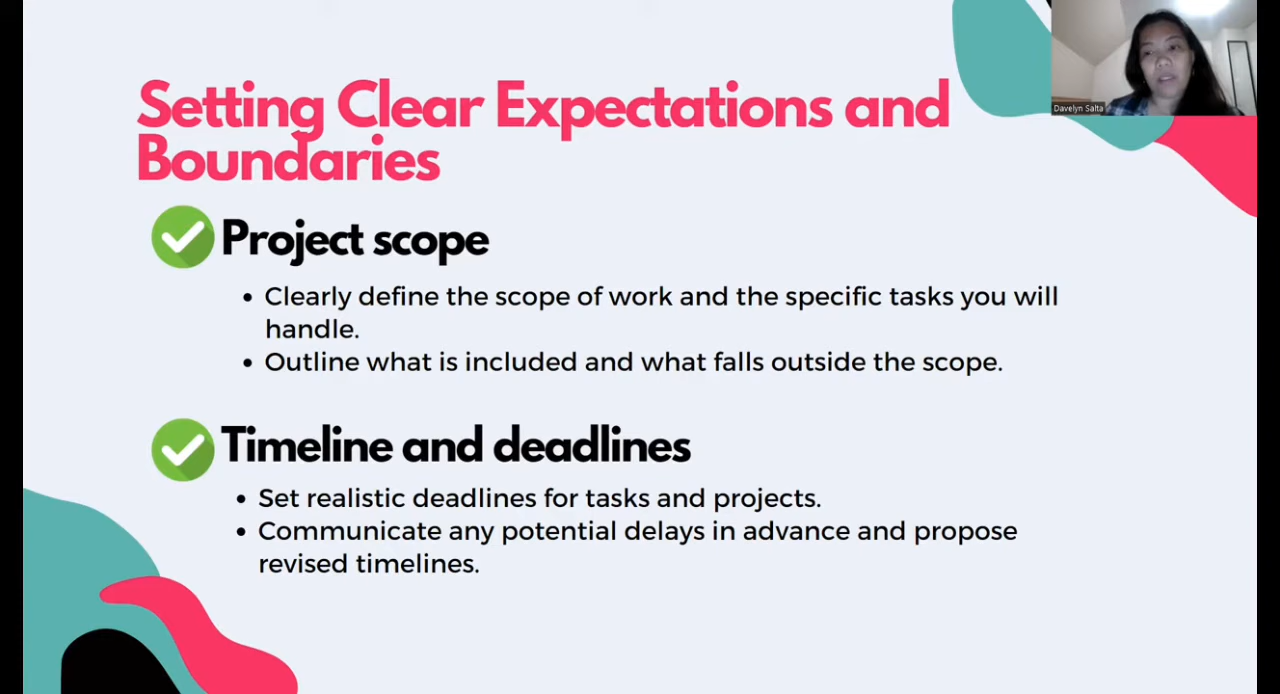 Setting Clear Expectations and
Boundaries
Davelyn Salta
Project scope
Clearly define the scope of work and the specific tasks you will
handle.
Outline what is included and what falls outside the scope.
Timeline and deadlines
Set realistic deadlines for tasks and projects.
Communicate any potential delays in advance and propose
revised timelines.